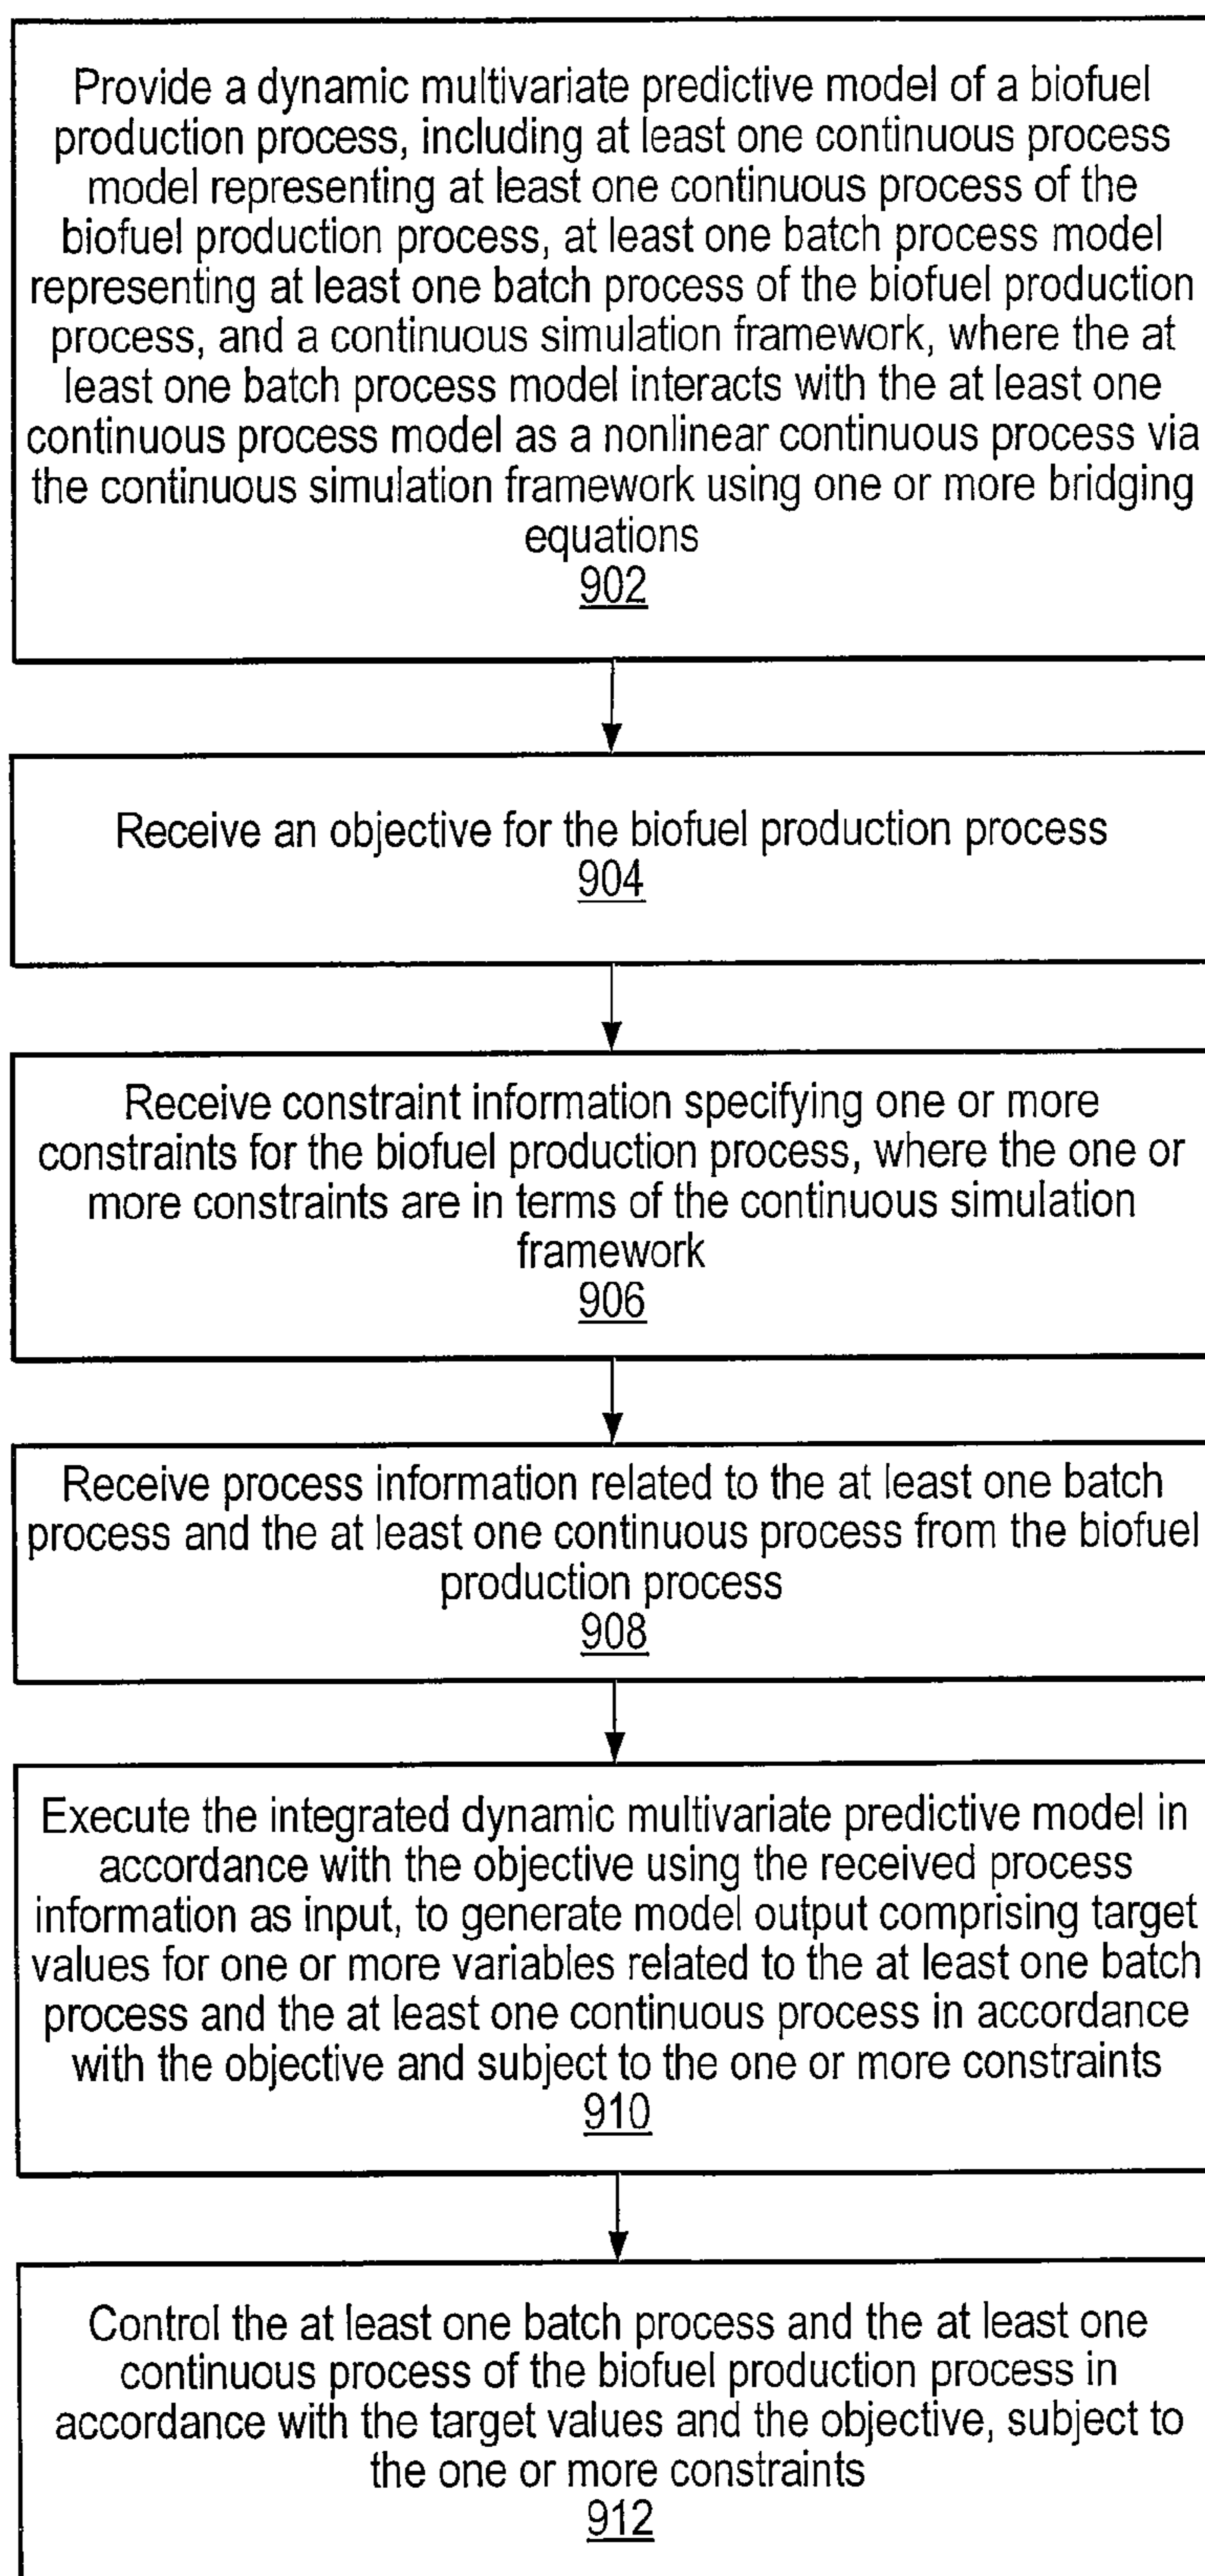 Provide a dynamic multivariate predictive model of a biofuel
production process, including at least one continuous process
model representing at least one continuous process of the
biofuel production process, at least one batch process model
representing at least one batch process of the biofuel production
process, and a continuous simulation framework, where the at
least one batch process model interacts with the at least one
continuous process model as a nonlinear continuous process via
the continuous simulation framework using one or more bridging
equations
902
Receive an objective for the biofuel production process
904
Receive constraint information specifying one or more
constraints for the biofuel production process, where the one or
more constraints are in terms of the continuous simulation
framework
906
Receive process information related to the at least one batch
process and the at least one continuous process from the biofuel
production process
908
Execute the integrated dynamic multivariate predictive model in
accordance with the objective using the received process
information as input, to generate model output comprising target
values for one or more variables related to the at least one batch
process and the at least one continuous process in accordance
with the objective and subject to the one or more constraints
910
Control the at least one batch process and the at least one
continuous process of the biofuel production process in
accordance with the target values and the objective, subject to
the one or more constraints
912